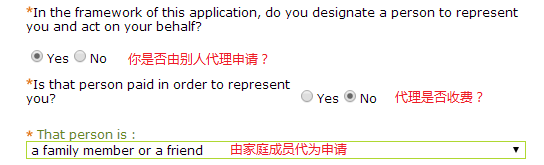 *In the framework of this application, do you designate a person to represent
you and act on your behalf?
Yes No 你是否由别人代理申请？
*Is that person paid in order to represent
you? Yes No 代理是否收费？
* That person is :
a family member or a friend 由家庭成员代为申请